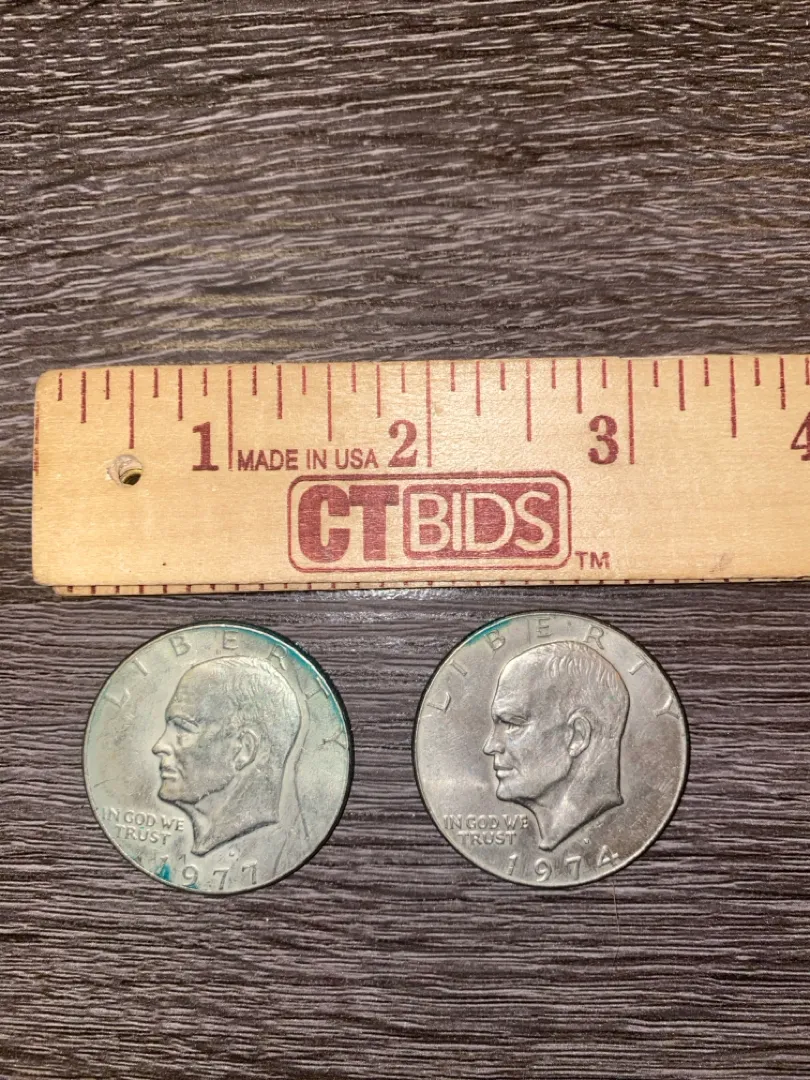 1 MADE IN USA 2 3 4
CTBIDS
TM
LIBERTY
IN GOD WE
TRUST
1977
LIBERTY
IN GOD WE
TRUST
D
1974